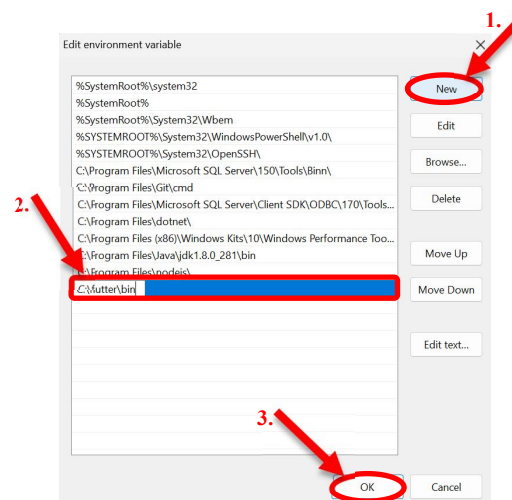 1.
Edit environment variable
%SystemRoot%\system32
New
%SystemRoot%
%SystemRoot%\System32\Wbem
Edit
%SYSTEMROOT%\System32\WindowsPowerShell\v1.0\
%SYSTEMROOT%\System32\OpenSSH\
Browse...
C:\Program Files\Microsoft SQL Server\150\Tools\Binn\
C:\Program Files\Git\cmd
Delete
2.
C:\Program Files\Microsoft SQL Server\Client SDK\ODBC\170\Tools...
C:\Program Files\dotnet\
C:\Program Files (x86)\Windows Kits\10\Windows Performance Too...
Move Up
C:\Program Files\Java\jdk1.8.0_281\bin
C:\Program Files\nodejs\
C:\futter\bin
Move Down
Edit text...
3.
OK
Cancel